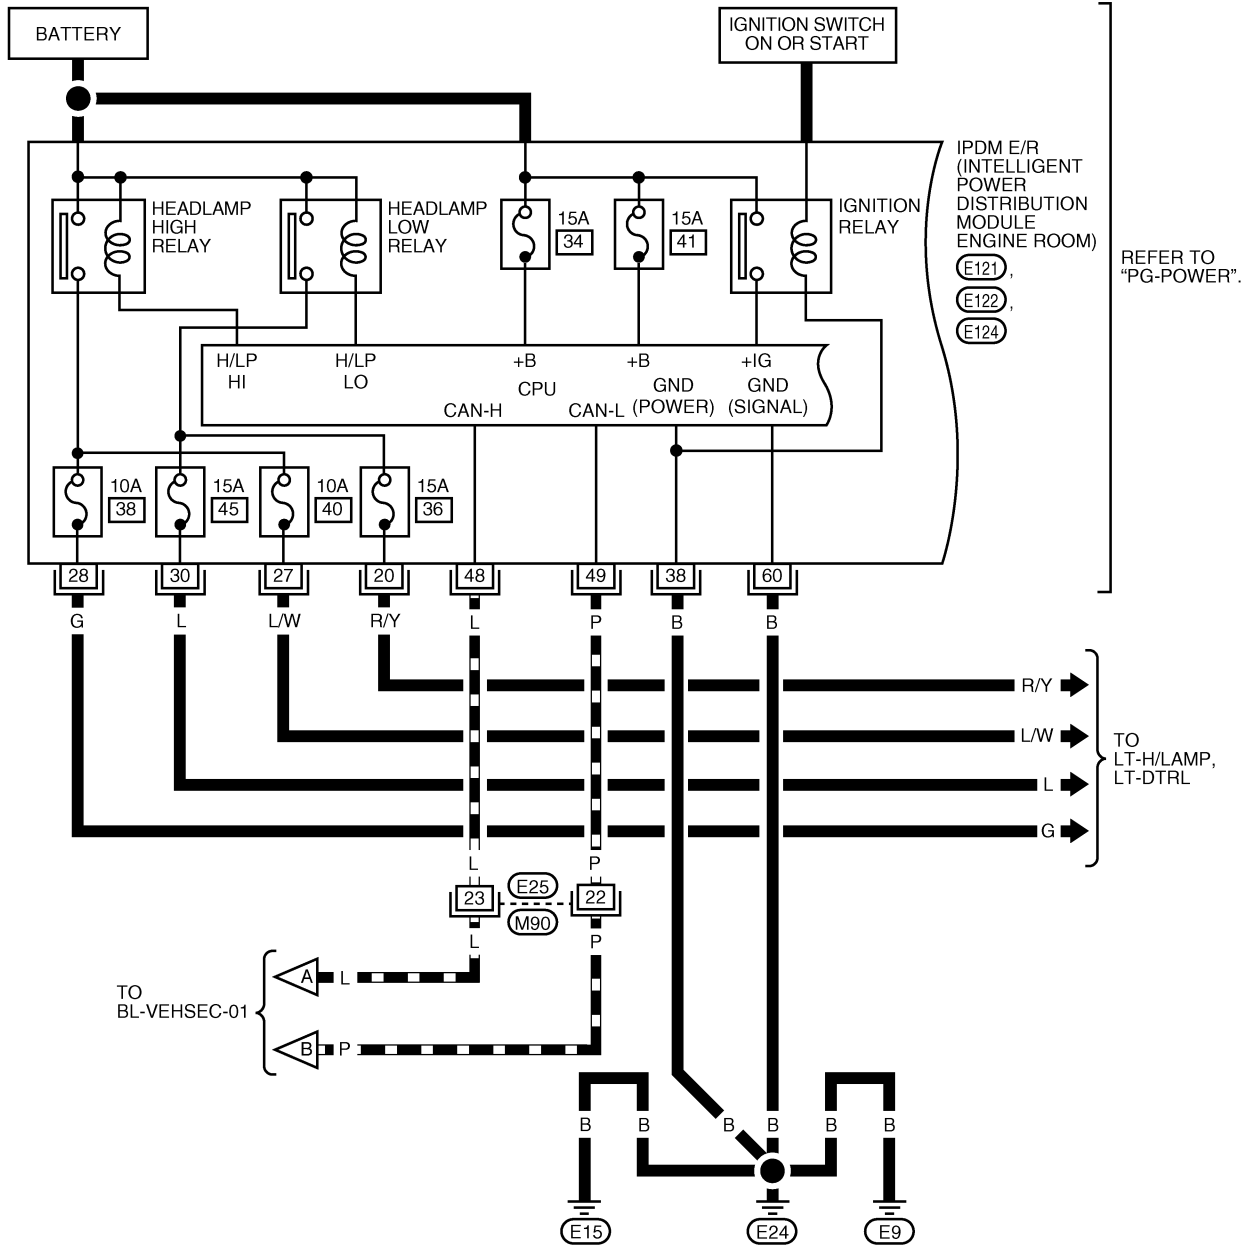 BATTERY
IGNITION SWITCH
ON OR START
IPDM E/R
(INTELLIGENT
POWER
DISTRIBUTION
MODULE
ENGINE ROOM)
E121 ,
E122 ,
E124
REFER TO
“PG-POWER”.
HEADLAMP
HIGH
RELAY
HEADLAMP
LOW
RELAY
15A
34
15A
41
IGNITION
RELAY
H/LP
HI
H/LP
LO
+B
+B
+IG
CPU
GND
(POWER)
GND
(SIGNAL)
CAN-H
CAN-L
10A
38
15A
45
10A
40
15A
36
28
30
27
20
48
49
38
60
G
L
L/W
R/Y
L
P
B
B
R/Y
L/W
L
G
TO
LT-H/LAMP,
LT-DTRL
L
P
23
E25
22
M90
L
P
A
L
TO
BL-VEHSEC-01
B
P
B
B
B
B
B
B
E15
E24
E9